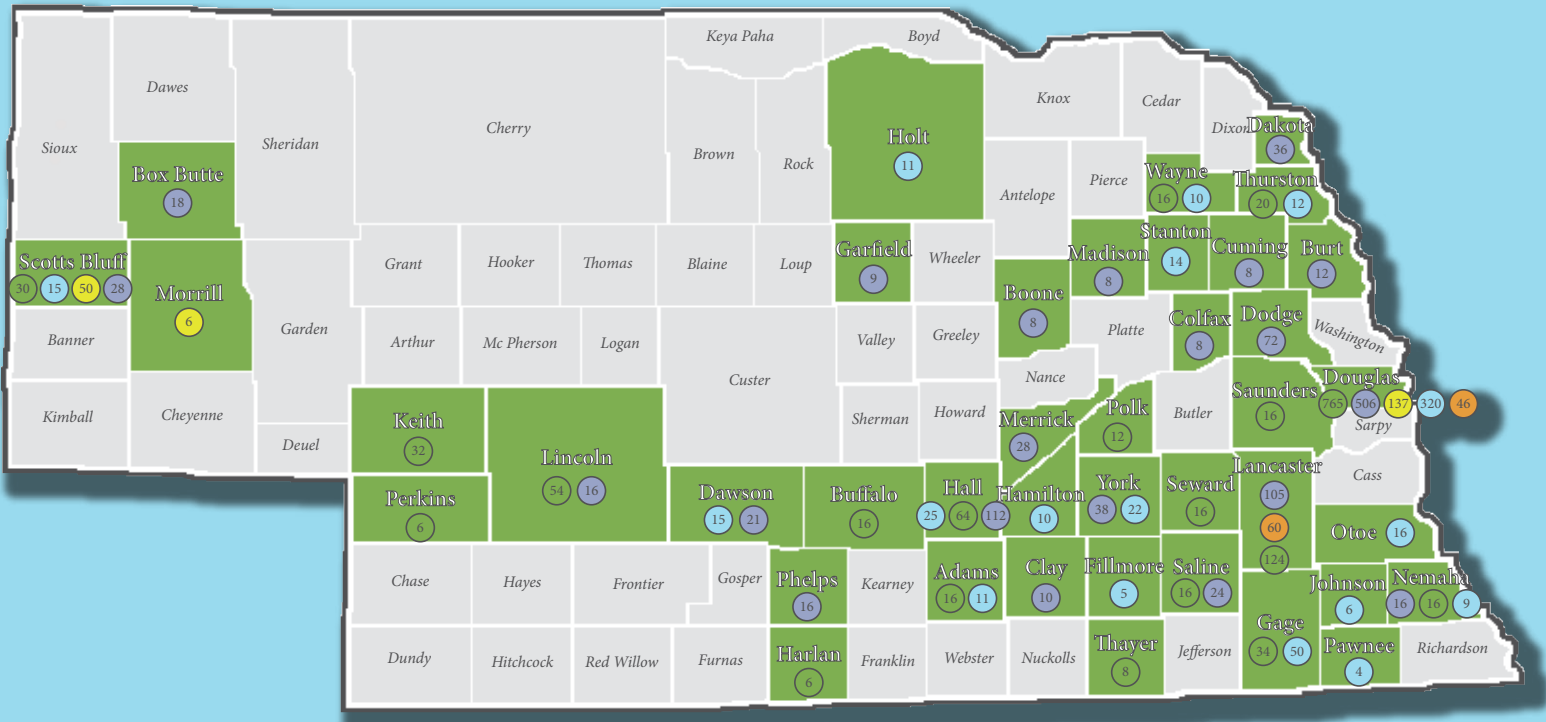 Keya Paha
Boyd
Dawes
Knox
Cedar
Sioux
Sheridan
Cherry
Dixon
Dakota
36
Brown
Rock
Holt
11
Box Butte
18
Antelope
Pierce
Wayne
16 10
Thurston
20 12
Scotts Bluff
30 15 50 28
Morrill
6
Grant
Hooker
Thomas
Blaine
Loup
Garfield
9
Wheeler
Boone
8
Madison
8
Stanton
14
Cuming
8
Burt
12
Banner
Garden
Arthur
Mc Pherson
Logan
Valley
Greeley
Platte
Colfax
8
Dodge
72
Washington
Kimball
Cheyenne
Deuel
Custer
Sherman
Howard
Nance
Merrick
28
Polk
12
Butler
Saunders
16
Douglas
765 506 137 320 46
Sarpy
Keith
32
Lincoln
54 16
Perkins
6
Dawson
15 21
Buffalo
16
Hall
25 64 112
Hamilton
10
York
38 22
Seward
16
Lancaster
105
60
124
Cass
Otoe 16
Chase
Hayes
Frontier
Gosper
Phelps
16
Kearney
Adams
16 11
Clay
10
Fillmore
5
Saline
16 24
Johnson
6
Nemaha
16 16 9
Dundy
Hitchcock
Red Willow
Furnas
Harlan
6
Franklin
Webster
Nuckolls
Thayer
8
Jefferson
Gage
34 50
Pawnee
4
Richardson